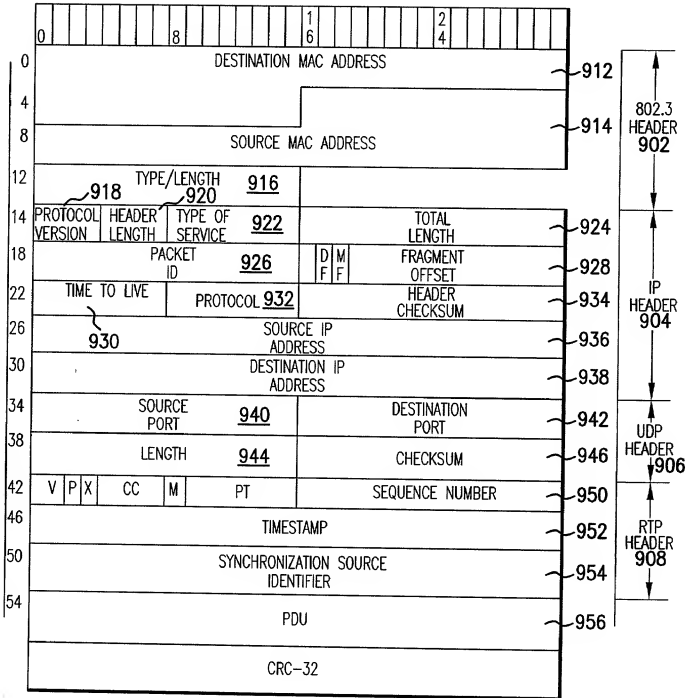 1 2
0 8 6 4
0 DESTINATION MAC ADDRESS 912
4
802.3
HEADER
902
8 SOURCE MAC ADDRESS 914
12 TYPE/LENGTH 916
918 920
14 PROTOCOL VERSION HEADER LENGTH TYPE OF SERVICE 922 TOTAL LENGTH 924
18 PACKET ID 926 DF MF FRAGMENT OFFSET 928
22 TIME TO LIVE PROTOCOL 932 HEADER CHECKSUM 934
930
IP
HEADER
904
26 SOURCE IP ADDRESS 936
30 DESTINATION IP ADDRESS 938
34 SOURCE PORT 940 DESTINATION PORT 942
38 LENGTH 944 CHECKSUM 946
UDP
HEADER
906
42 V P X CC M PT SEQUENCE NUMBER 950
46 TIMESTAMP 952
RTP
HEADER
908
50 SYNCHRONIZATION SOURCE IDENTIFIER 954
54 PDU 956
CRC-32